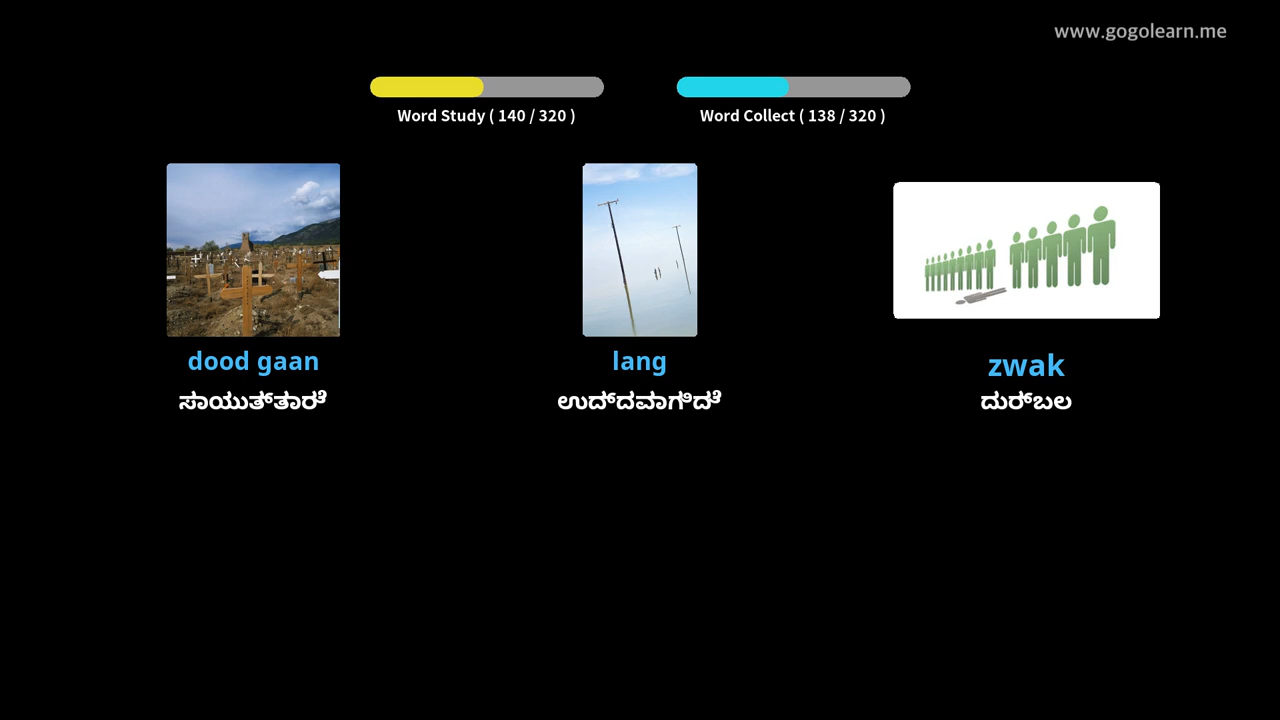 www.gogolearn.me
Word Study ( 140 / 320 )
Word Collect ( 138 / 320 )
dood gaan
lang
zwak
ಸಾಯುತ್ತಾರೆ
ಉದ್ದವಾಗಿದೆ
ದುರ್ಬಲ